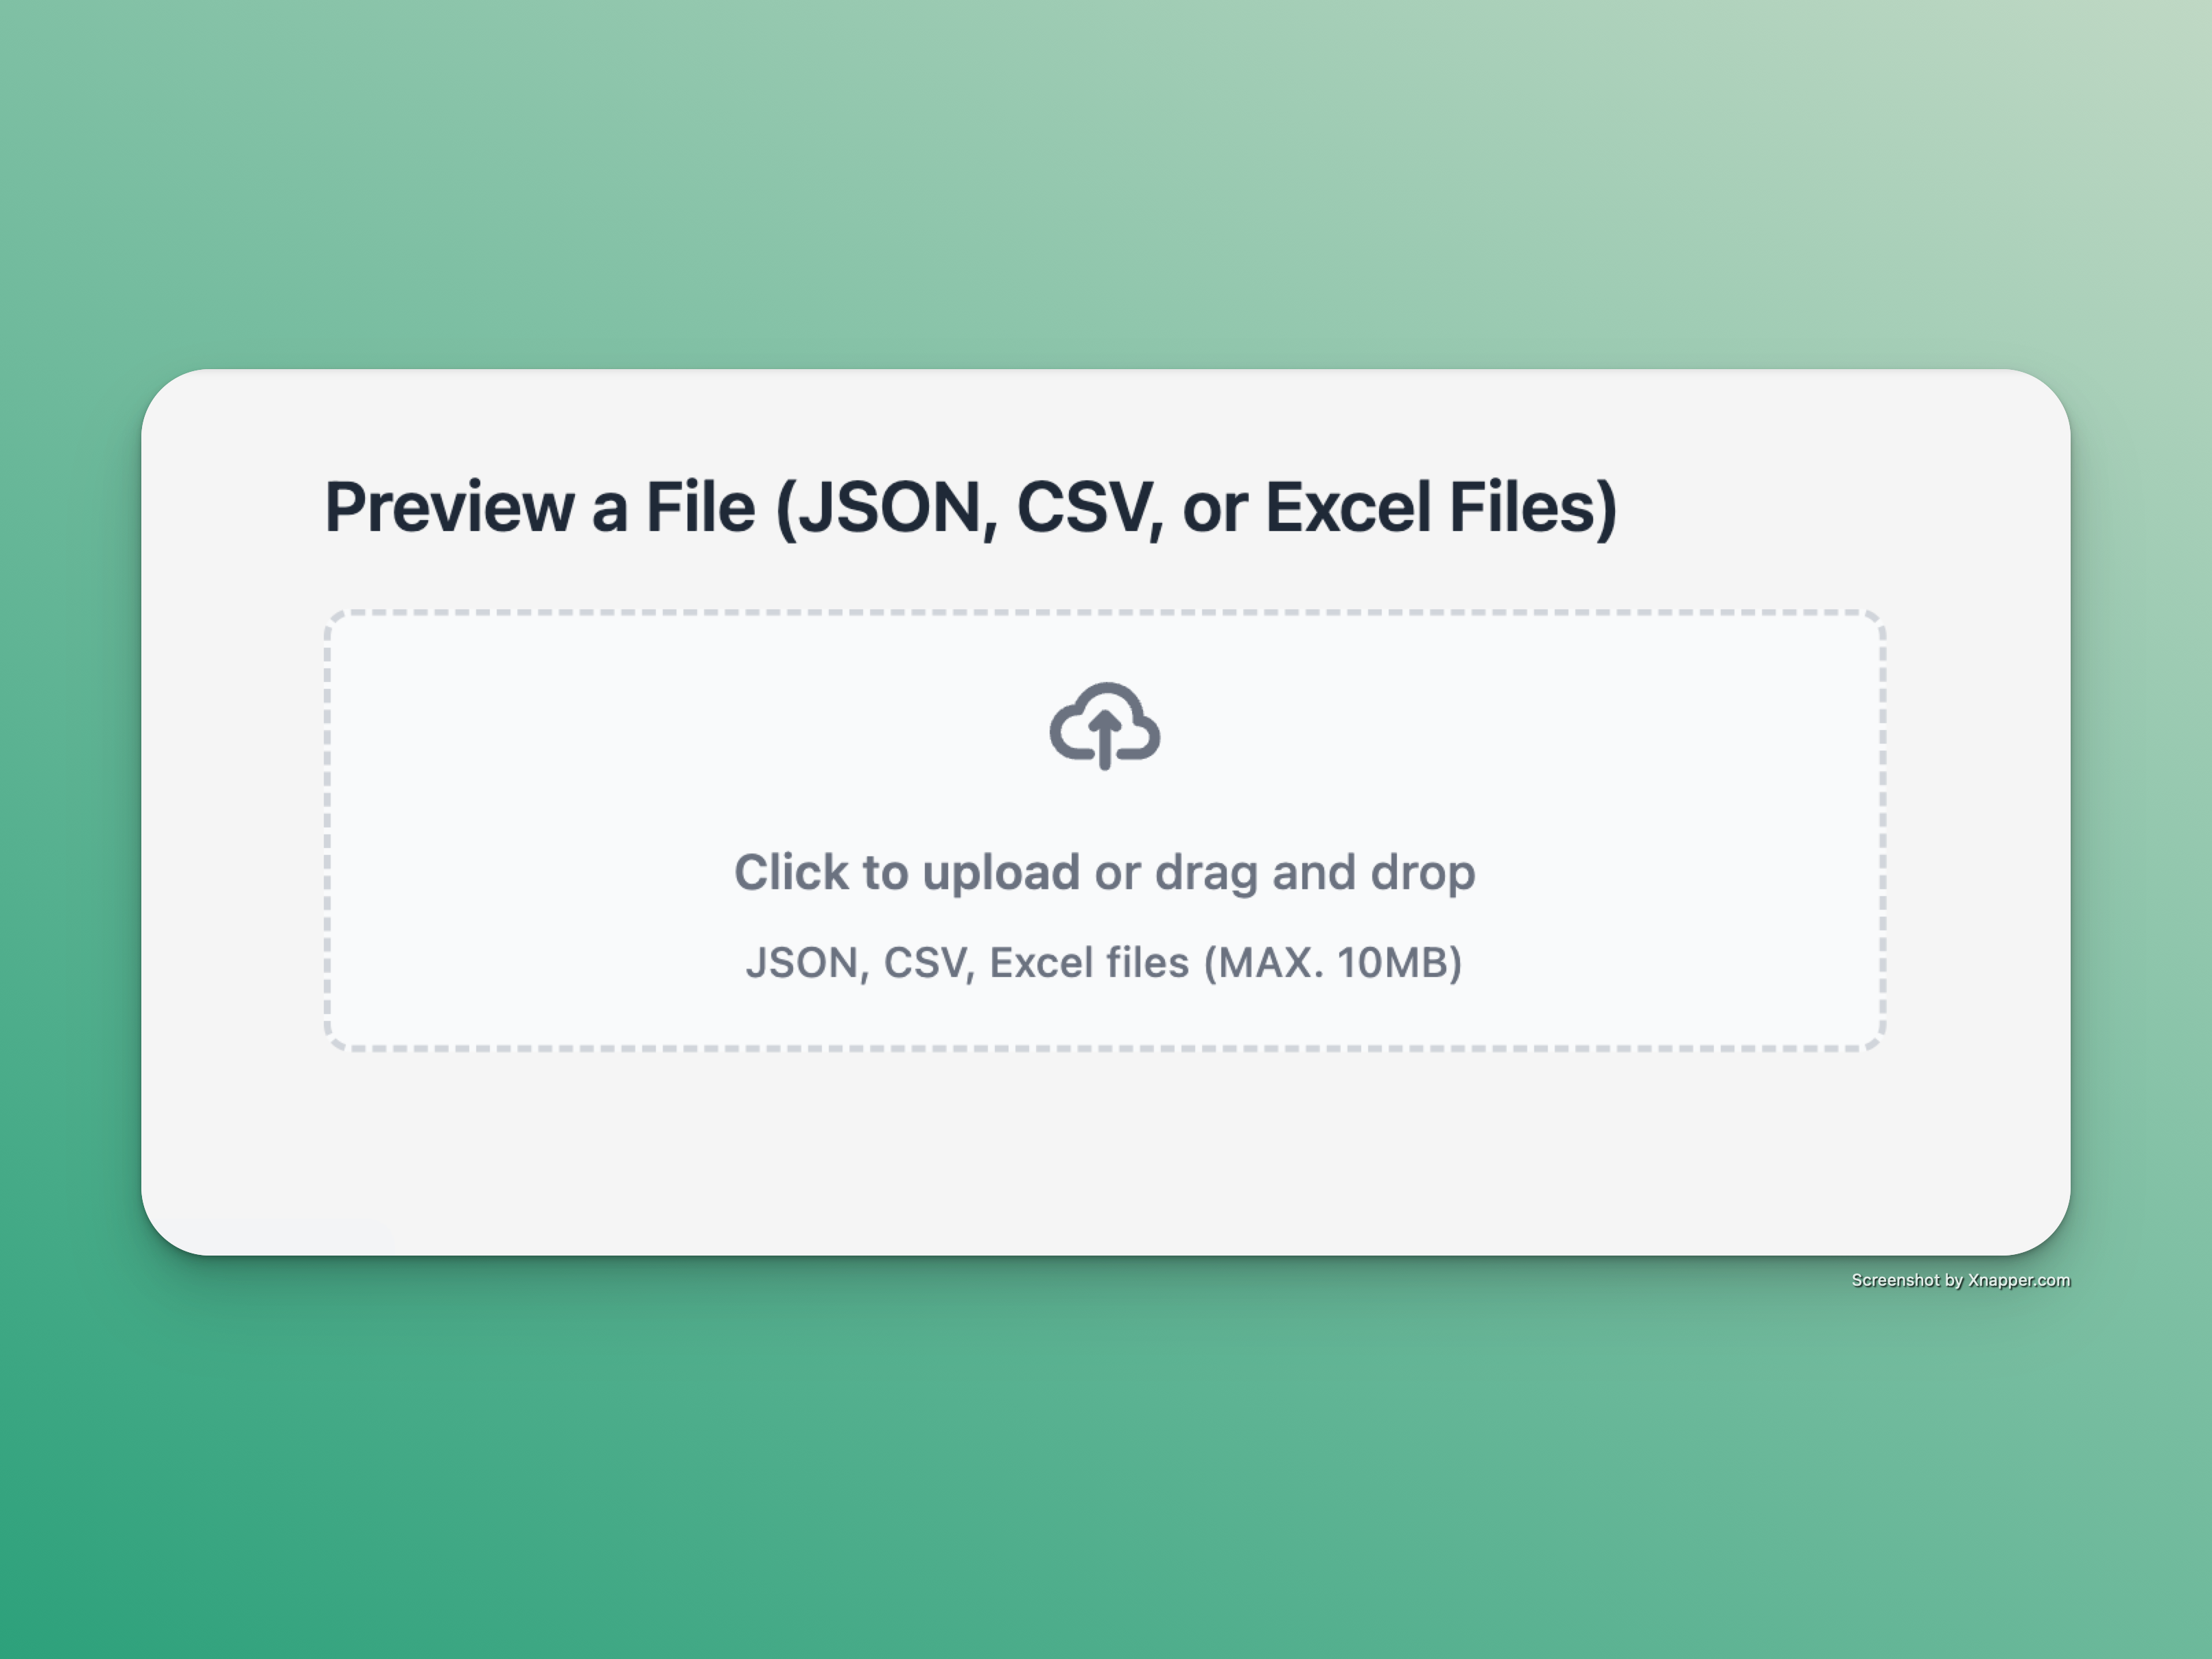 Preview a File (JSON, CSV, or Excel Files)
Click to upload or drag and drop
JSON, CSV, Excel files (MAX. 10MB)
Screenshot by Xnapper.com